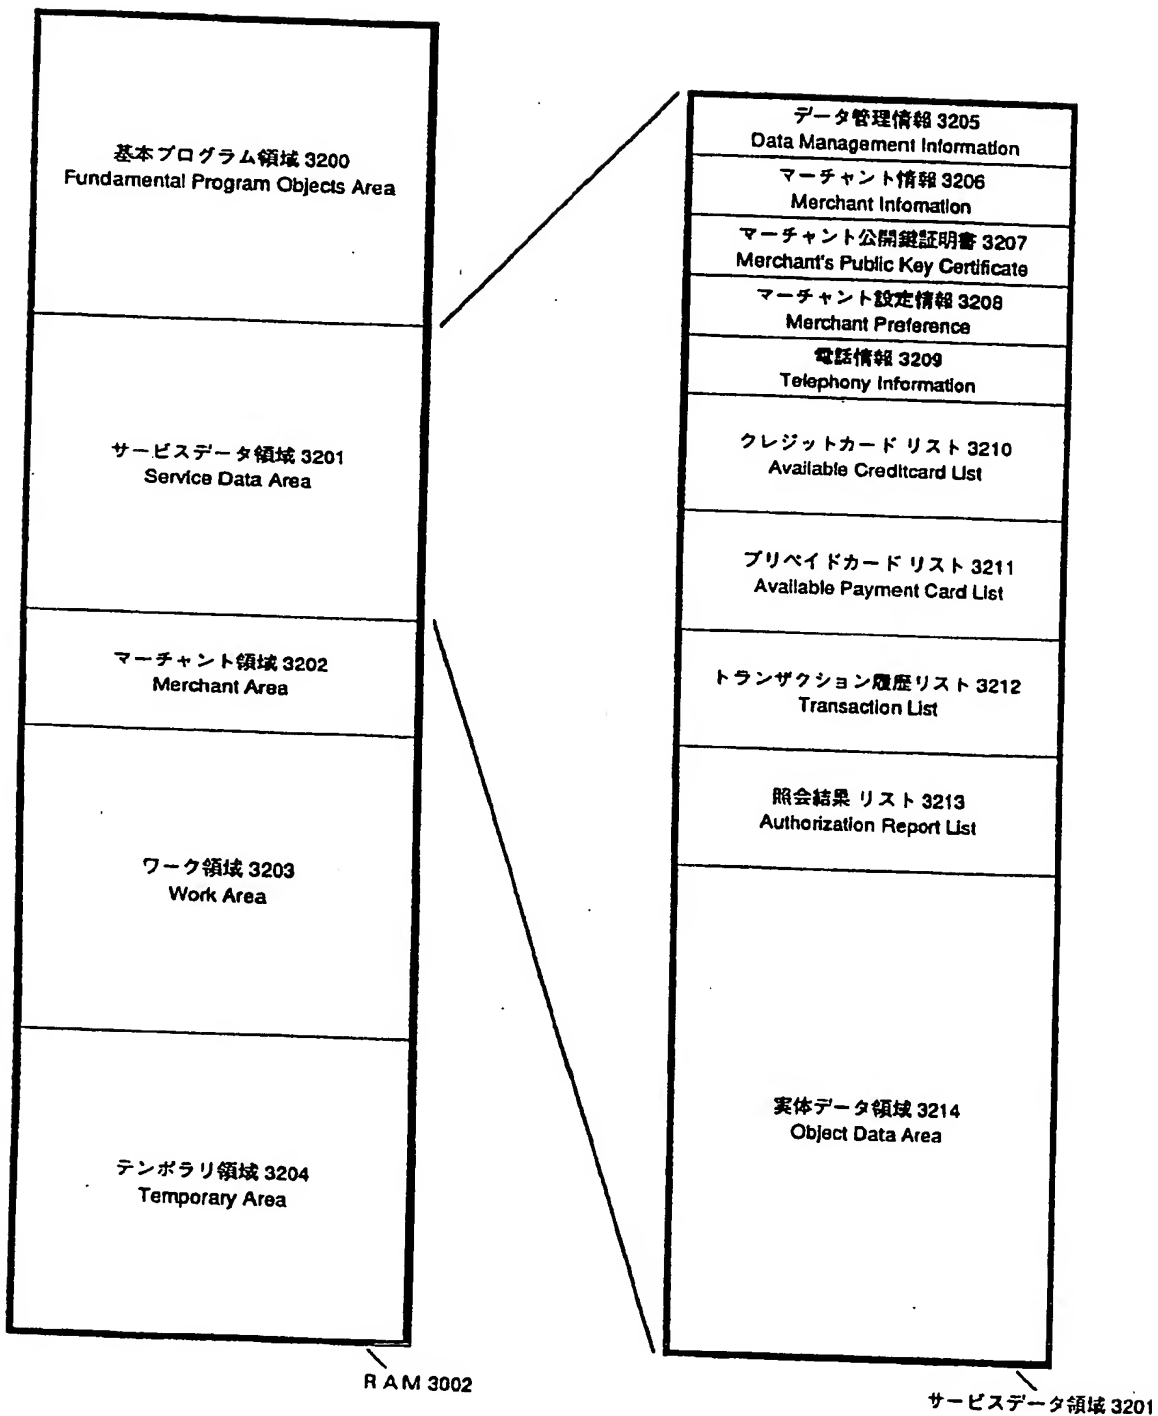 基本プログラム領域 3200
Fundamental Program Objects Area
サービスデータ領域 3201
Service Data Area
マーチャント領域 3202
Merchant Area
ワーク領域 3203
Work Area
テンポラリ領域 3204
Temporary Area
RAM 3002
データ管理情報 3205
Data Management Information
マーチャント情報 3206
Merchant Infomation
マーチャント公開鍵証明書 3207
Merchant's Public Key Certificate
マーチャント設定情報 3208
Merchant Preference
電話情報 3209
Telephony Information
クレジットカード リスト 3210
Available Creditcard List
プリペイドカード リスト 3211
Available Payment Card List
トランザクション履歴リスト 3212
Transaction List
照会結果 リスト 3213
Authorization Report List
実体データ領域 3214
Object Data Area
サービスデータ領域 3201